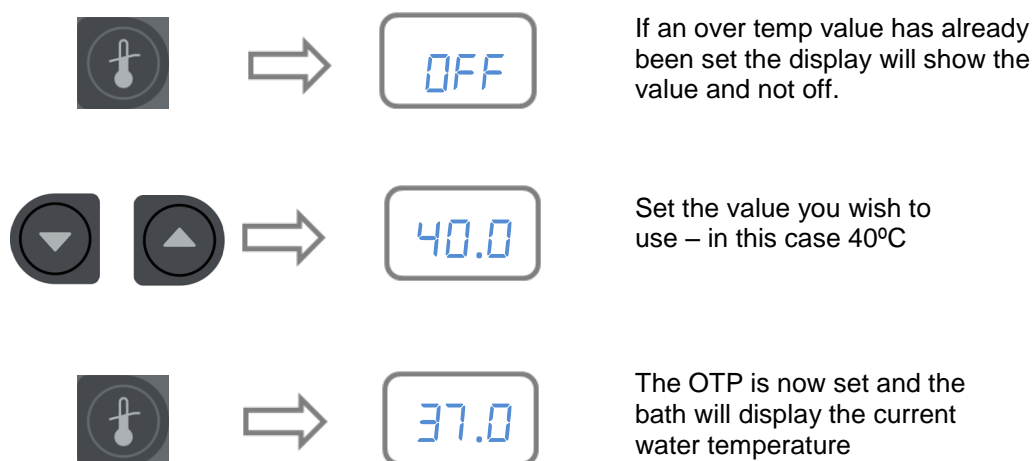 OFF
If an over temp value has already
been set the display will show the
value and not off.
40.0
Set the value you wish to
use – in this case 40ºC
37.0
The OTP is now set and the
bath will display the current
water temperature